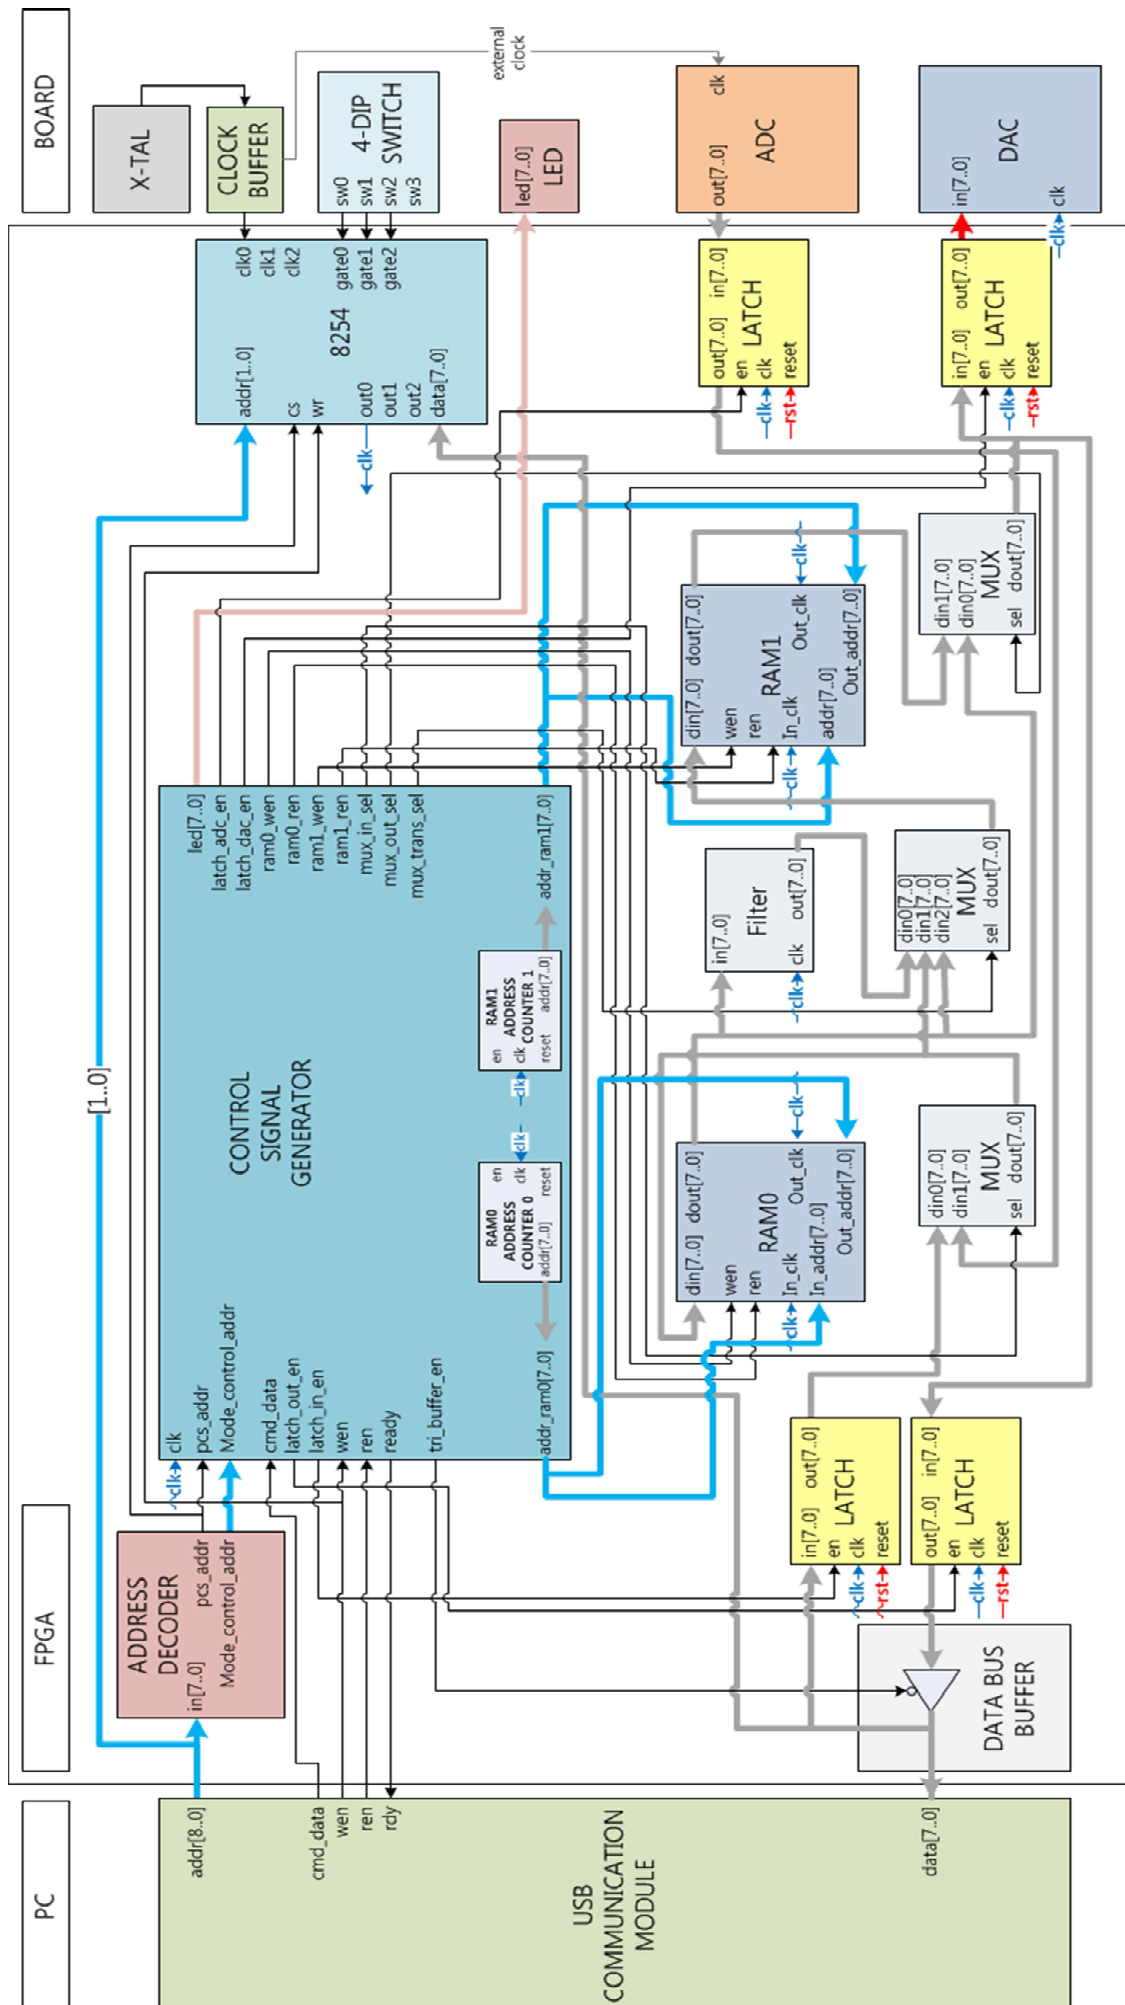 PC
FPGA
BOARD
USB
COMMUNICATION
MODULE
addr[8..0]
cmd_data
wen
ren
rdy
data[7..0]
[1..0]
ADDRESS
DECODER
in[7..0]
pcs_addr
Mode_control_addr
DATA BUS
BUFFER
CONTROL
SIGNAL
GENERATOR
clk
clk
pcs_addr
Mode_control_addr
cmd_data
latch_out_en
latch_in_en
wen
ren
ready
tri_buffer_en
addr_ram0[7..0]
led[7..0]
latch_adc_en
latch_dac_en
ram0_wen
ram0_ren
ram1_wen
ram1_ren
mux_in_sel
mux_out_sel
mux_trans_sel
addr_ram1[7..0]
RAM0
ADDRESS
COUNTER 0
en
clk
reset
addr[7..0]
clk
RAM1
ADDRESS
COUNTER 1
en
clk
reset
addr[7..0]
clk
LATCH
in[7..0]
out[7..0]
en
clk
reset
clk
rst
LATCH
out[7..0]
in[7..0]
en
clk
reset
clk
rst
RAM0
din[7..0]
dout[7..0]
wen
ren
In_clk
Out_clk
In_addr[7..0]
Out_addr[7..0]
clk
clk
MUX
din0[7..0]
din1[7..0]
sel
dout[7..0]
Filter
in[7..0]
clk
out[7..0]
clk
MUX
din0[7..0]
din1[7..0]
din2[7..0]
sel
dout[7..0]
RAM1
din[7..0]
dout[7..0]
wen
ren
In_clk
Out_clk
addr[7..0]
Out_addr[7..0]
clk
clk
MUX
din1[7..0]
din0[7..0]
sel
dout[7..0]
8254
addr[1..0]
cs
wr
out0
out1
out2
data[7..0]
clk0
clk1
clk2
gate0
gate1
gate2
clk
LATCH
out[7..0]
in[7..0]
en
clk
reset
clk
rst
LATCH
in[7..0]
out[7..0]
en
clk
reset
clk
rst
X-TAL
CLOCK
BUFFER
external
clock
4-DIP
SWITCH
sw0
sw1
sw2
sw3
LED
led[7..0]
ADC
out[7..0]
clk
DAC
in[7..0]
clk
clk